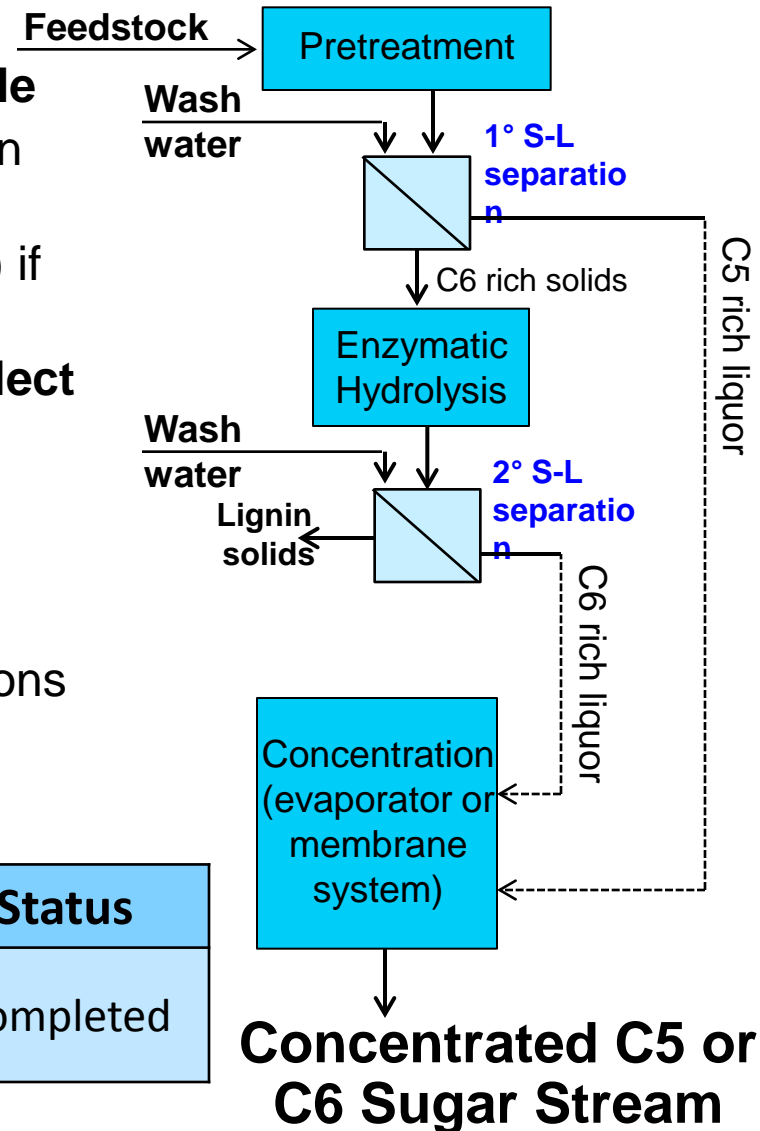 Feedstock
Pretreatment
Wash
water
1° S-L
separatio
n
C6 rich solids
C5 rich liquor
Enzymatic
Hydrolysis
Wash
water
2° S-L
separatio
n
Lignin
solids
C6 rich liquor
Concentration
(evaporator or
membrane
system)
Concentrated C5 or
C6 Sugar Stream
le
n
if
lect
ons
Status
ompleted